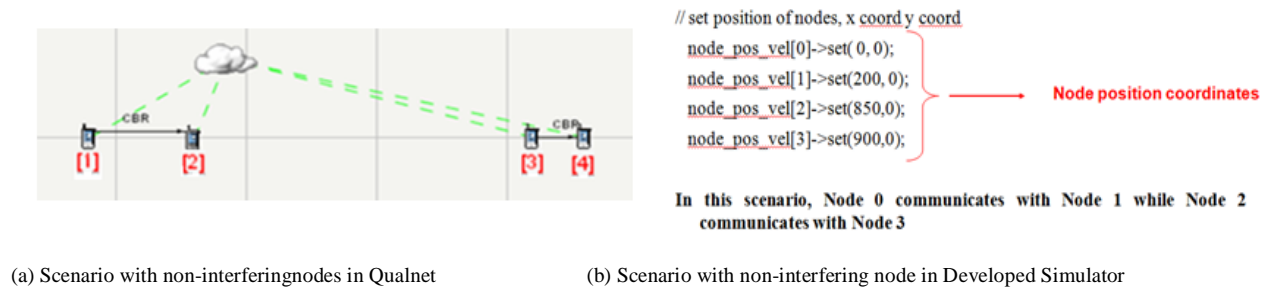 CBR
CBR
[1]
[2]
[3]
[4]
// set position of nodes, x coord y coord
node_pos_vel[0]->set( 0, 0);
node_pos_vel[1]->set(200, 0);
node_pos_vel[2]->set(850,0);
node_pos_vel[3]->set(900,0);
Node position coordinates
In this scenario, Node 0 communicates with Node 1 while Node 2
communicates with Node 3
(a) Scenario with non-interferingnodes in Qualnet
(b) Scenario with non-interfering node in Developed Simulator